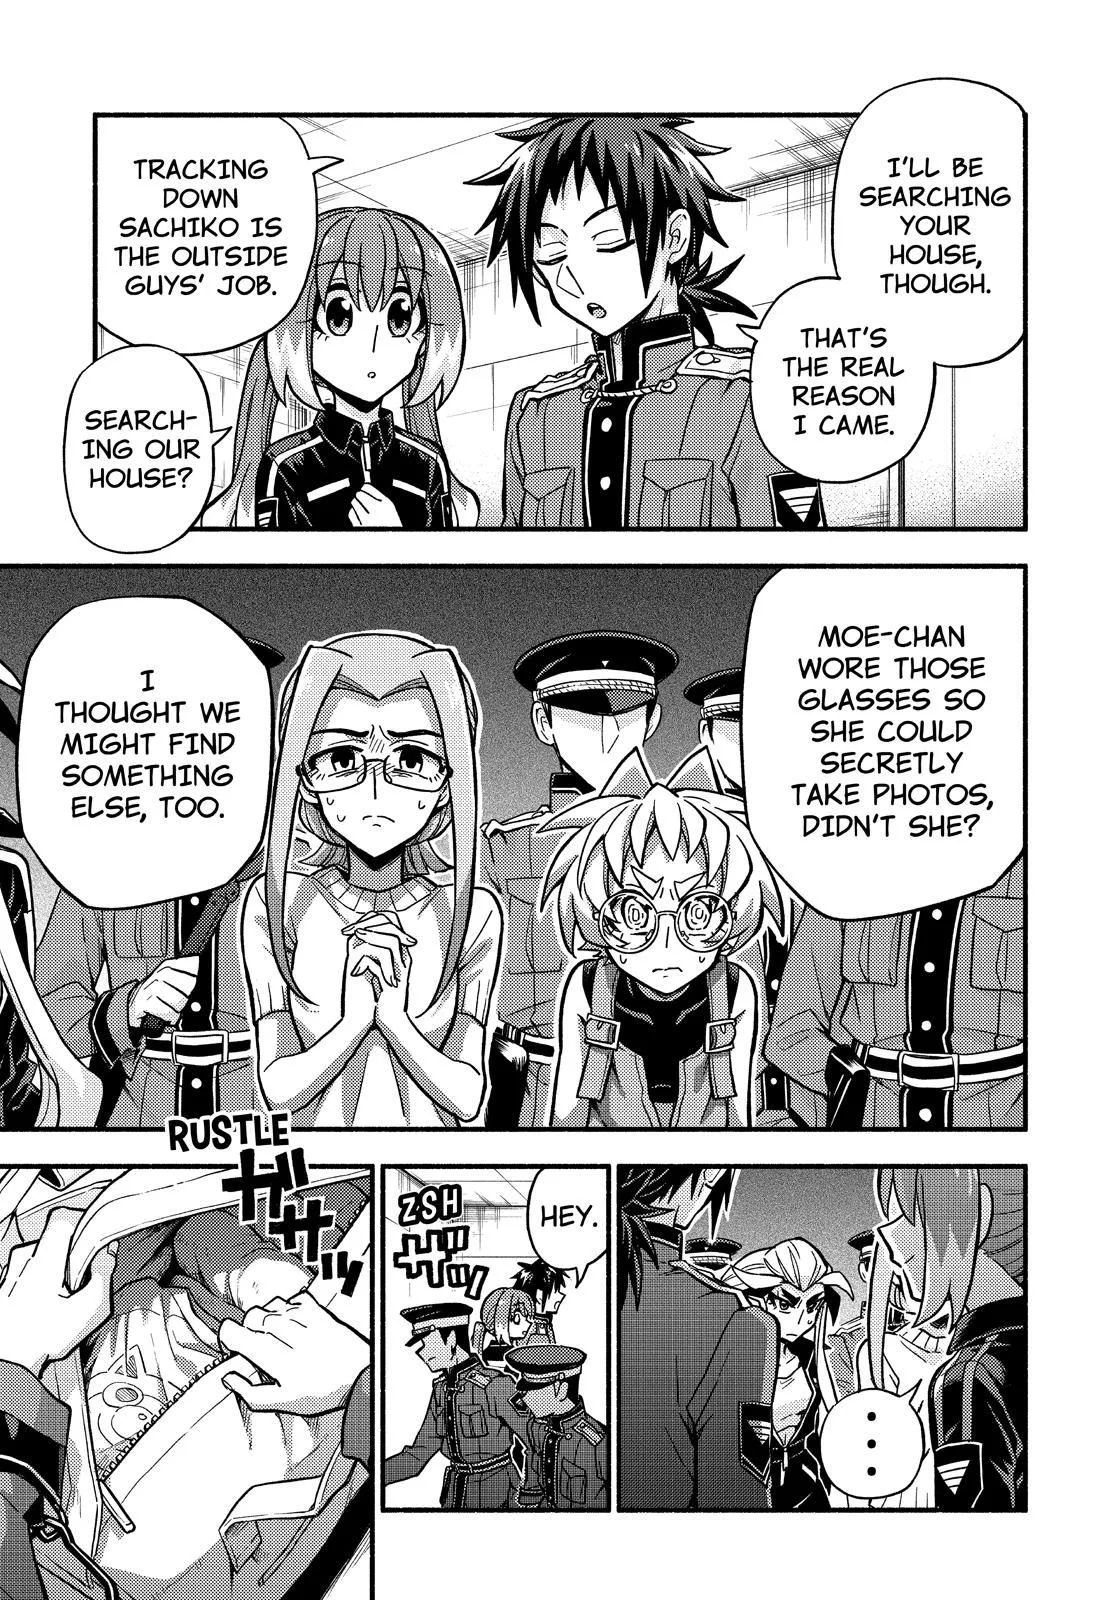 I'LL BE
SEARCHING
YOUR
HOUSE,
THOUGH.
THAT'S
THE REAL
REASON
I CAME.
TRACKING
DOWN
SACHIKO IS
THE OUTSIDE
GUYS' JOB.
SEARCH-
ING OUR
HOUSE?
MOE-CHAN
WORE THOSE
GLASSES SO
SHE COULD
SECRETLY
TAKE PHOTOS,
DIDN'T SHE?
I
THOUGHT WE
MIGHT FIND
SOMETHING
ELSE, TOO.
...
HEY.
ZSH
ザザッ
RUSTLE
ガサッ